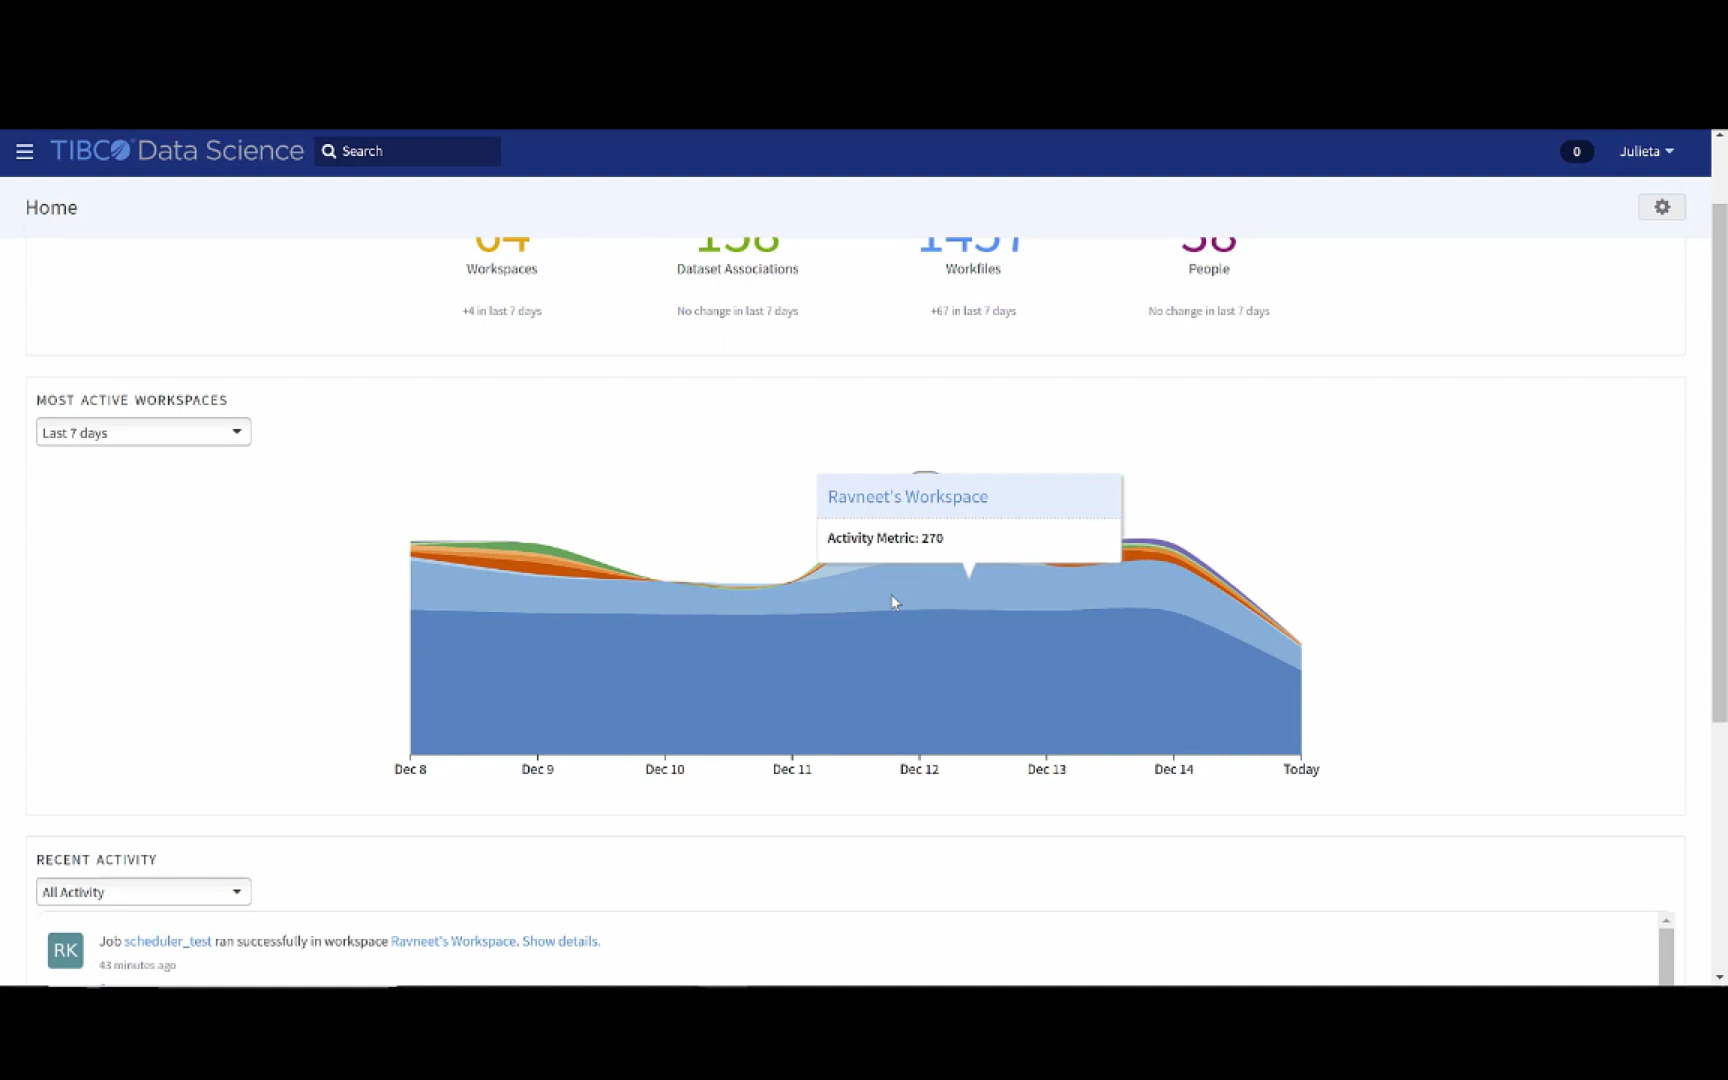 TIBCO Data Science
Search
0
Julieta
Home
64
158
1457
58
Workspaces
Dataset Associations
Workfiles
People
+4 in last 7 days
No change in last 7 days
+67 in last 7 days
No change in last 7 days
MOST ACTIVE WORKSPACES
Last 7 days
Ravneet's Workspace
Activity Metric: 270
Dec 8
Dec 9
Dec 10
Dec 11
Dec 12
Dec 13
Dec 14
Today
RECENT ACTIVITY
All Activity
RK
Job scheduler_test ran successfully in workspace Ravneet's Workspace. Show details.
43 minutes ago